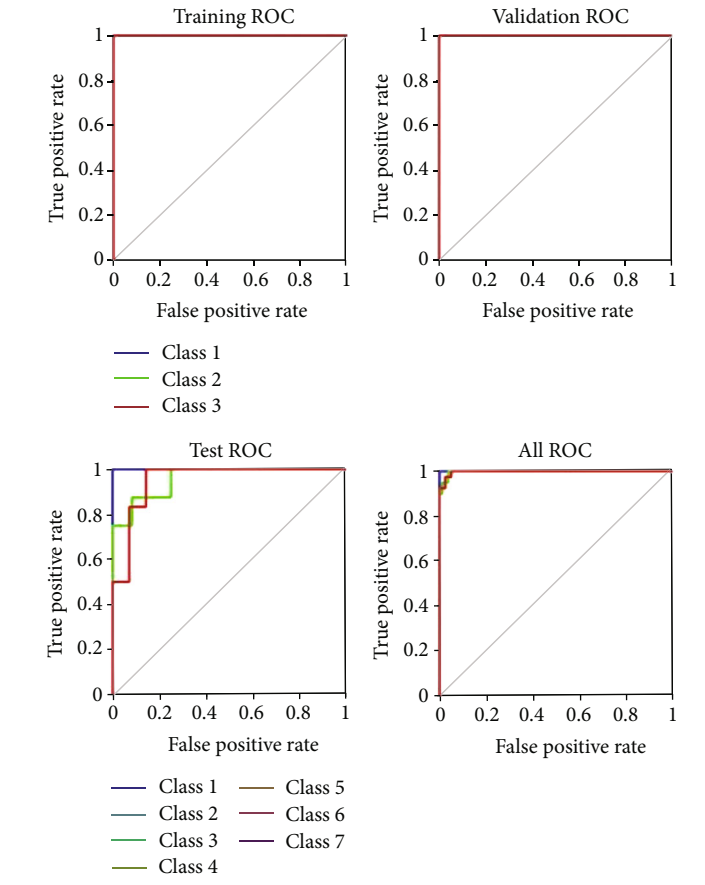 Training ROC
1
0.8
0.6
0.4
0.2
0
True positive rate
0 0.2 0.4 0.6 0.8 1
False positive rate
Validation ROC
1
0.8
0.6
0.4
0.2
0
True positive rate
0 0.2 0.4 0.6 0.8 1
False positive rate
Class 1
Class 2
Class 3
Test ROC
1
0.8
0.6
0.4
0.2
0
True positive rate
0 0.2 0.4 0.6 0.8 1
False positive rate
All ROC
1
0.8
0.6
0.4
0.2
0
True positive rate
0 0.2 0.4 0.6 0.8 1
False positive rate
Class 1
Class 2
Class 3
Class 4
Class 5
Class 6
Class 7